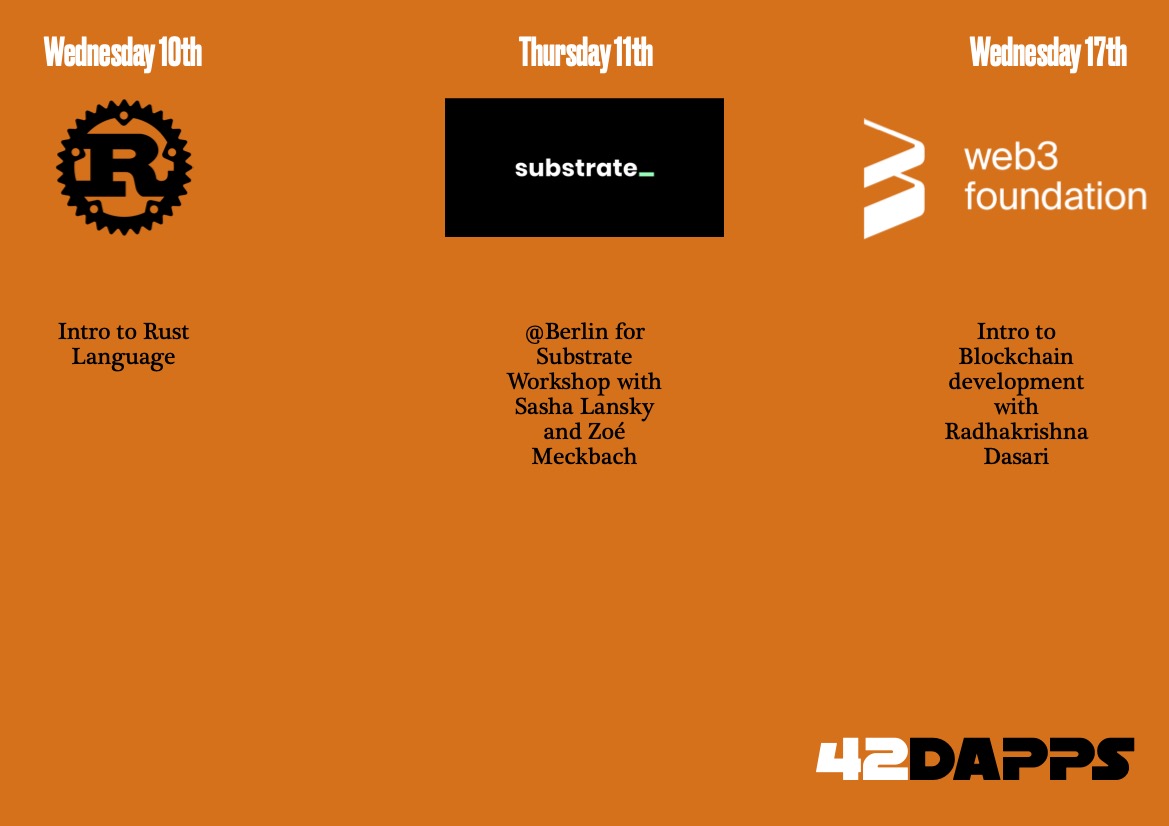 Wednesday 10th
R
Intro to Rust
Language
Thursday 11th
substrate_
@Berlin for
Substrate
Workshop with
Sasha Lansky
and Zoé
Meckbach
Wednesday 17th
web3
foundation
Intro to
Blockchain
development
with
Radhakrishna
Dasari
42DAPPS